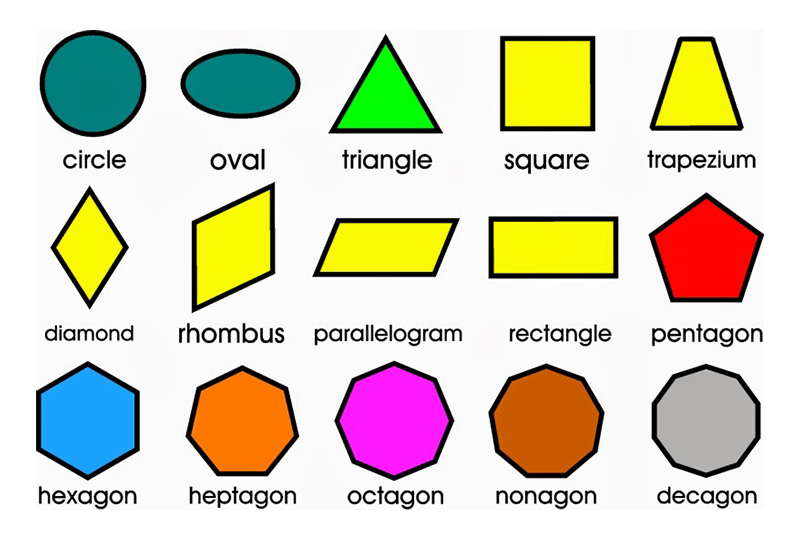 circle oval triangle square trapezium
diamond rhombus parallelogram rectangle pentagon
hexagon heptagon octagon nonagon decagon